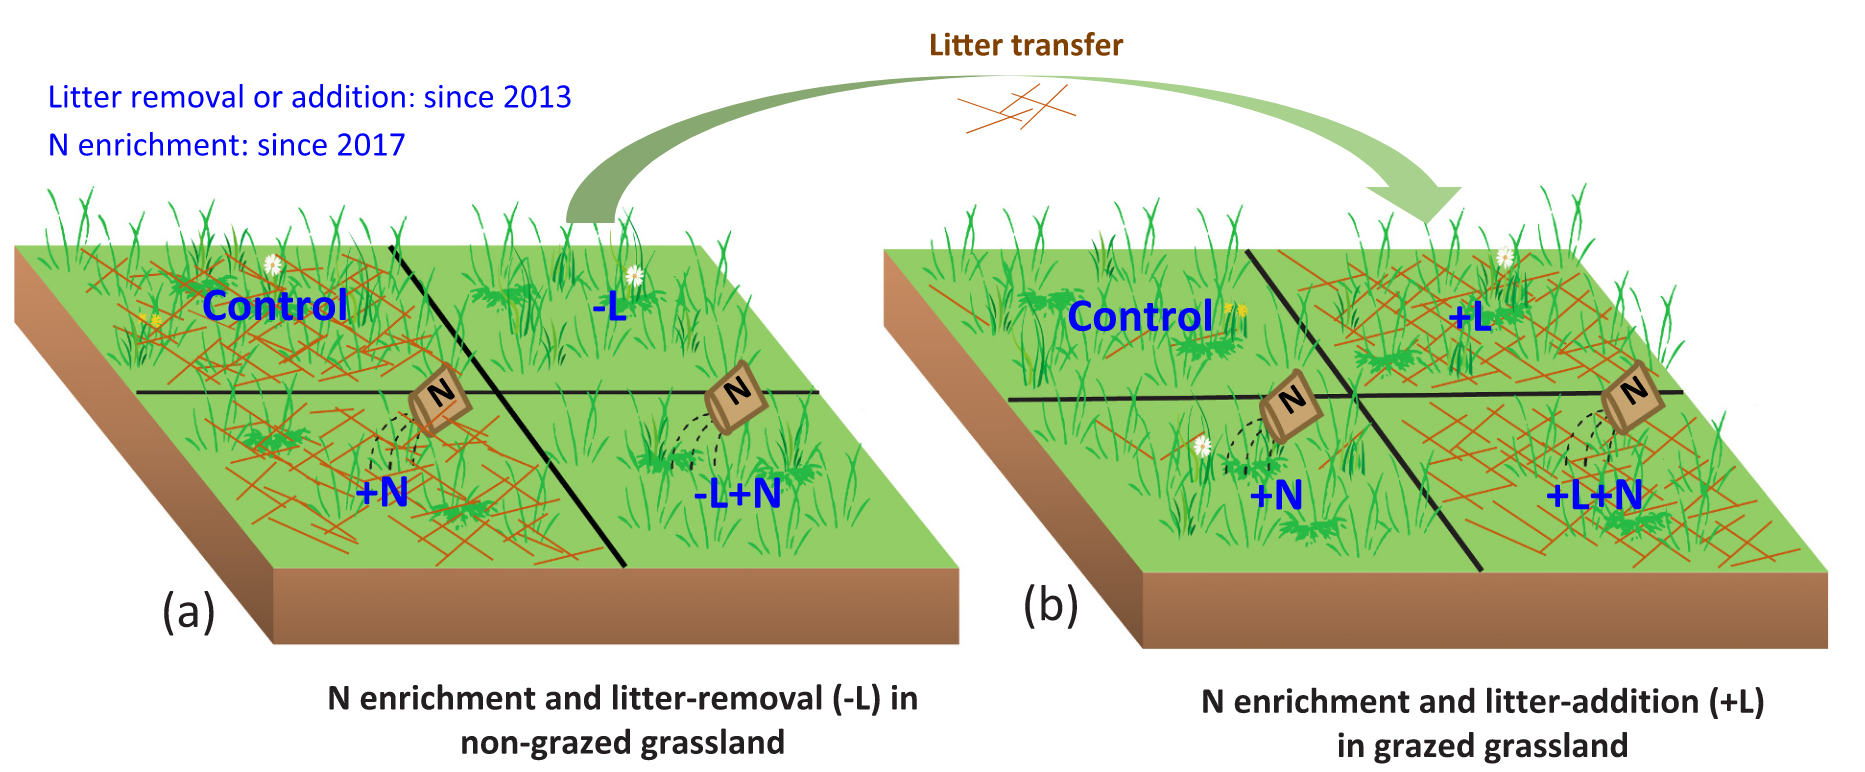 Litter transfer
Litter removal or addition: since 2013
N enrichment: since 2017
Control
-L
N
N
+N
-L+N
(a)
N enrichment and litter-removal (-L) in
non-grazed grassland
Control
+L
N
N
+N
+L+N
(b)
N enrichment and litter-addition (+L)
in grazed grassland